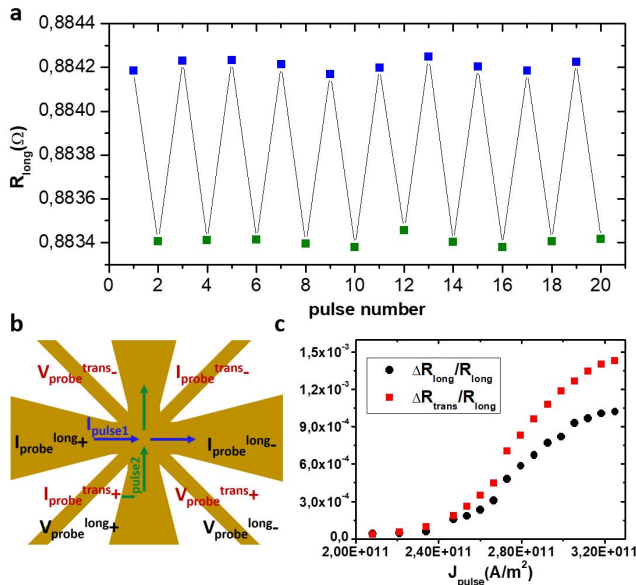 a
0,8844
0,8842
0,8840
0,8838
0,8836
0,8834
R_long(Ω)
2 4 6 8 10 12 14 16 18 20
0
pulse number
b
V_probe^trans-
I_probe^trans-
I_pulse1
I_probe^long+
I_probe^long-
I_pulse2
I_probe^trans+
V_probe^trans+
V_probe^long+
V_probe^long-
c
1,5x10⁻³
1,2x10⁻³
9,0x10⁻⁴
6,0x10⁻⁴
3,0x10⁻⁴
0,0
ΔR_long/R_long
ΔR_trans/R_long
2,00E+011 2,40E+011 2,80E+011 3,20E+011
J_pulse(A/m²)